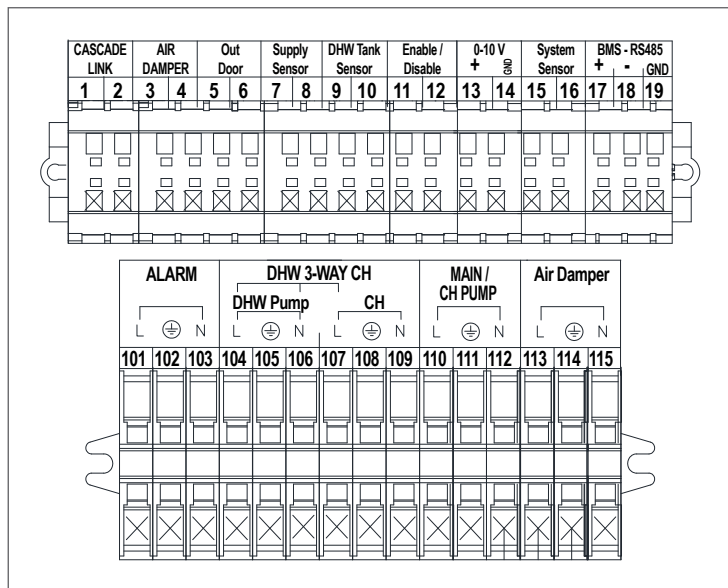 CASCADE AIR Out Supply DHW Tank Enable / 0-10 V System BMS - RS485
LINK DAMPER Door Sensor Sensor Disable + GND Sensor + - GND
1 2 3 4 5 6 7 8 9 10 11 12 13 14 15 16 17 18 19
ALARM DHW 3-WAY CH MAIN / Air Damper
CH PUMP
DHW Pump CH
L N L N L N L N L N
101 102 103 104 105 106 107 108 109 110 111 112 113 114 115